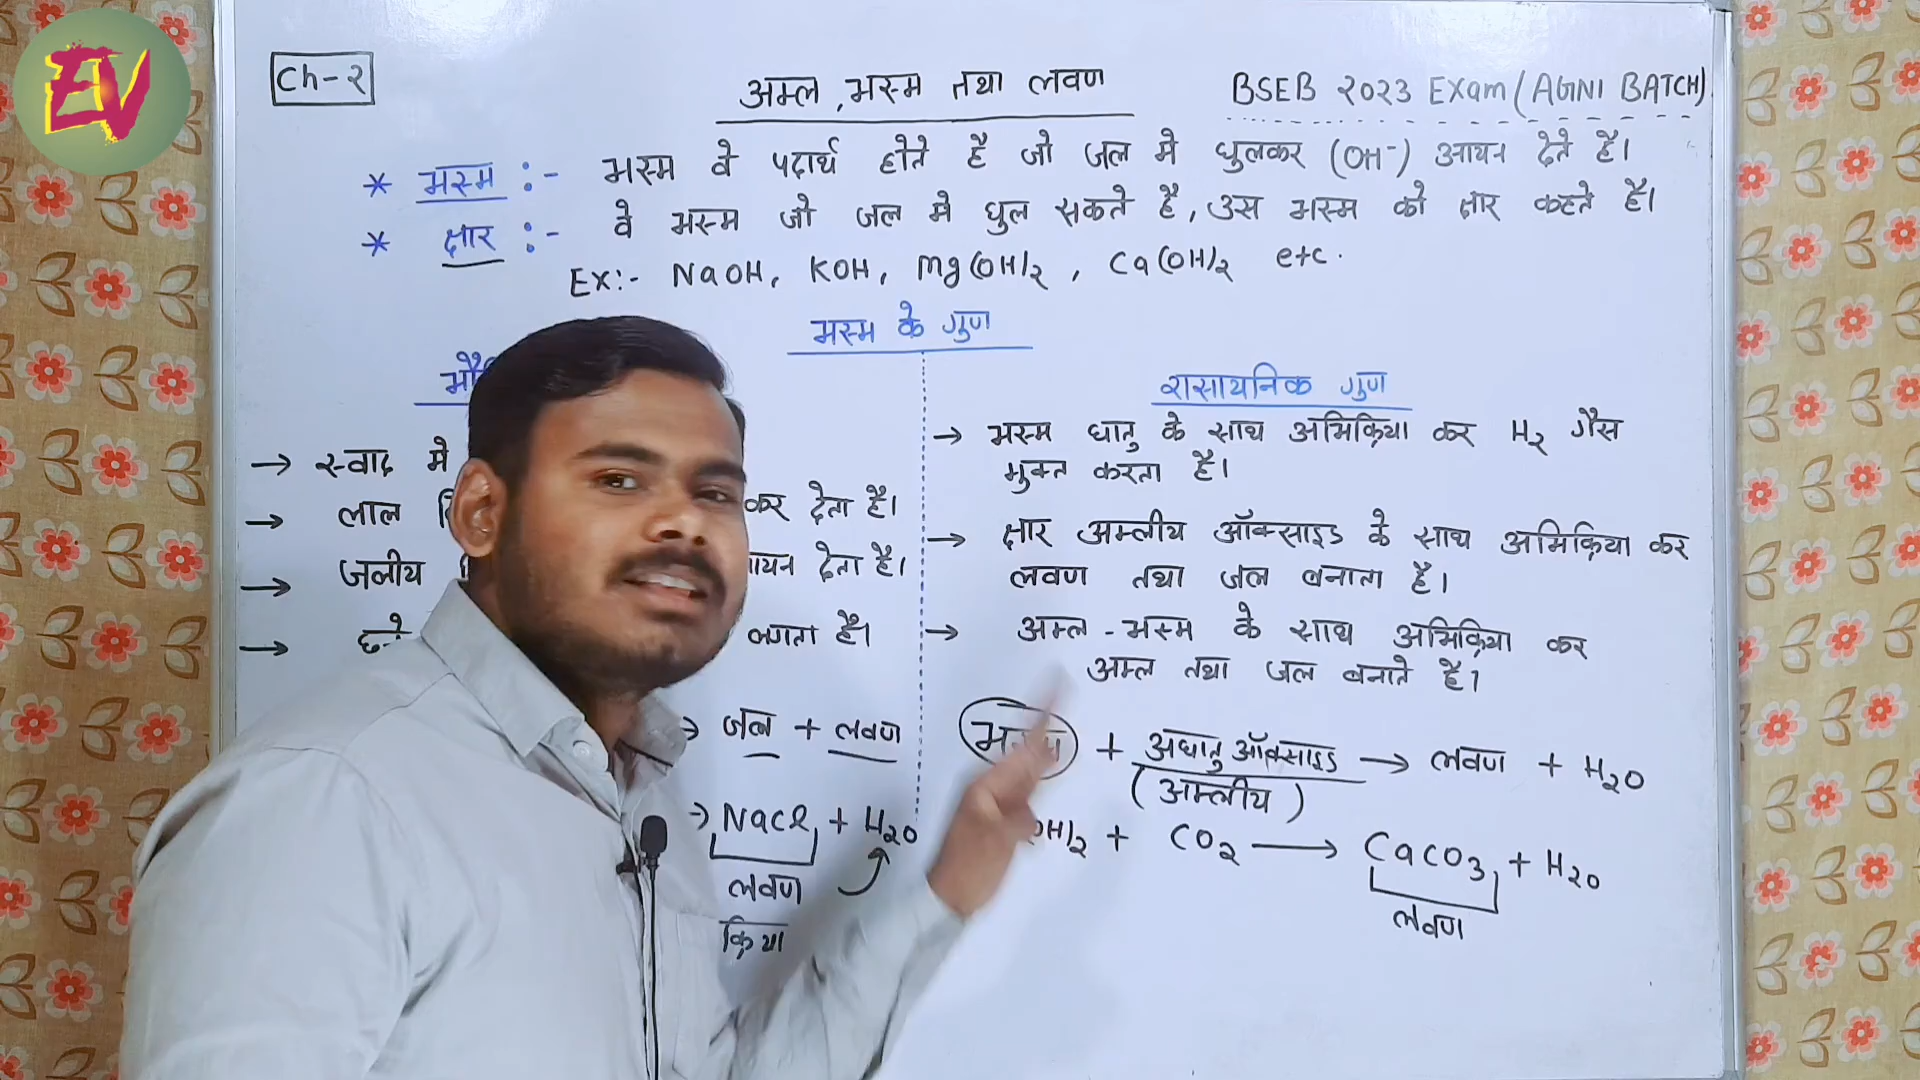 EV
Ch-२
अम्ल, भस्म तथा लवण
BSEB २०२३ Exam (AGNI BATCH)
* भस्म :- भस्म वे पदार्थ होते है जो जल मे घुलकर (OH⁻) आयन देते है।
* क्षार :- वे भस्म जो जल मे घुल सकते है, उस भस्म को क्षार कहते है।
Ex:- NaOH, KOH, Mg(OH)₂, Ca(OH)₂ etc.
भस्म के गुण
→ स्वाद मे
→ लाल कर देता है।
→ जलीय देता है।
→ लगता है।
→ जल + लवण
→ NaCl + H₂O
लवण
क्रिया
रासायनिक गुण
→ भस्म धातु के साथ अभिक्रिया कर H₂ गैस
मुक्त करता है।
→ क्षार अम्लीय ऑक्साइड के साथ अभिक्रिया कर
लवण तथा जल बनाता है।
→ अम्ल - भस्म के साथ अभिक्रिया कर
अम्ल तथा जल बनाते है।
+ अधातु ऑक्साइड → लवण + H₂O
(अम्लीय)
OH)₂ + CO₂ → CaCO₃ + H₂O
लवण